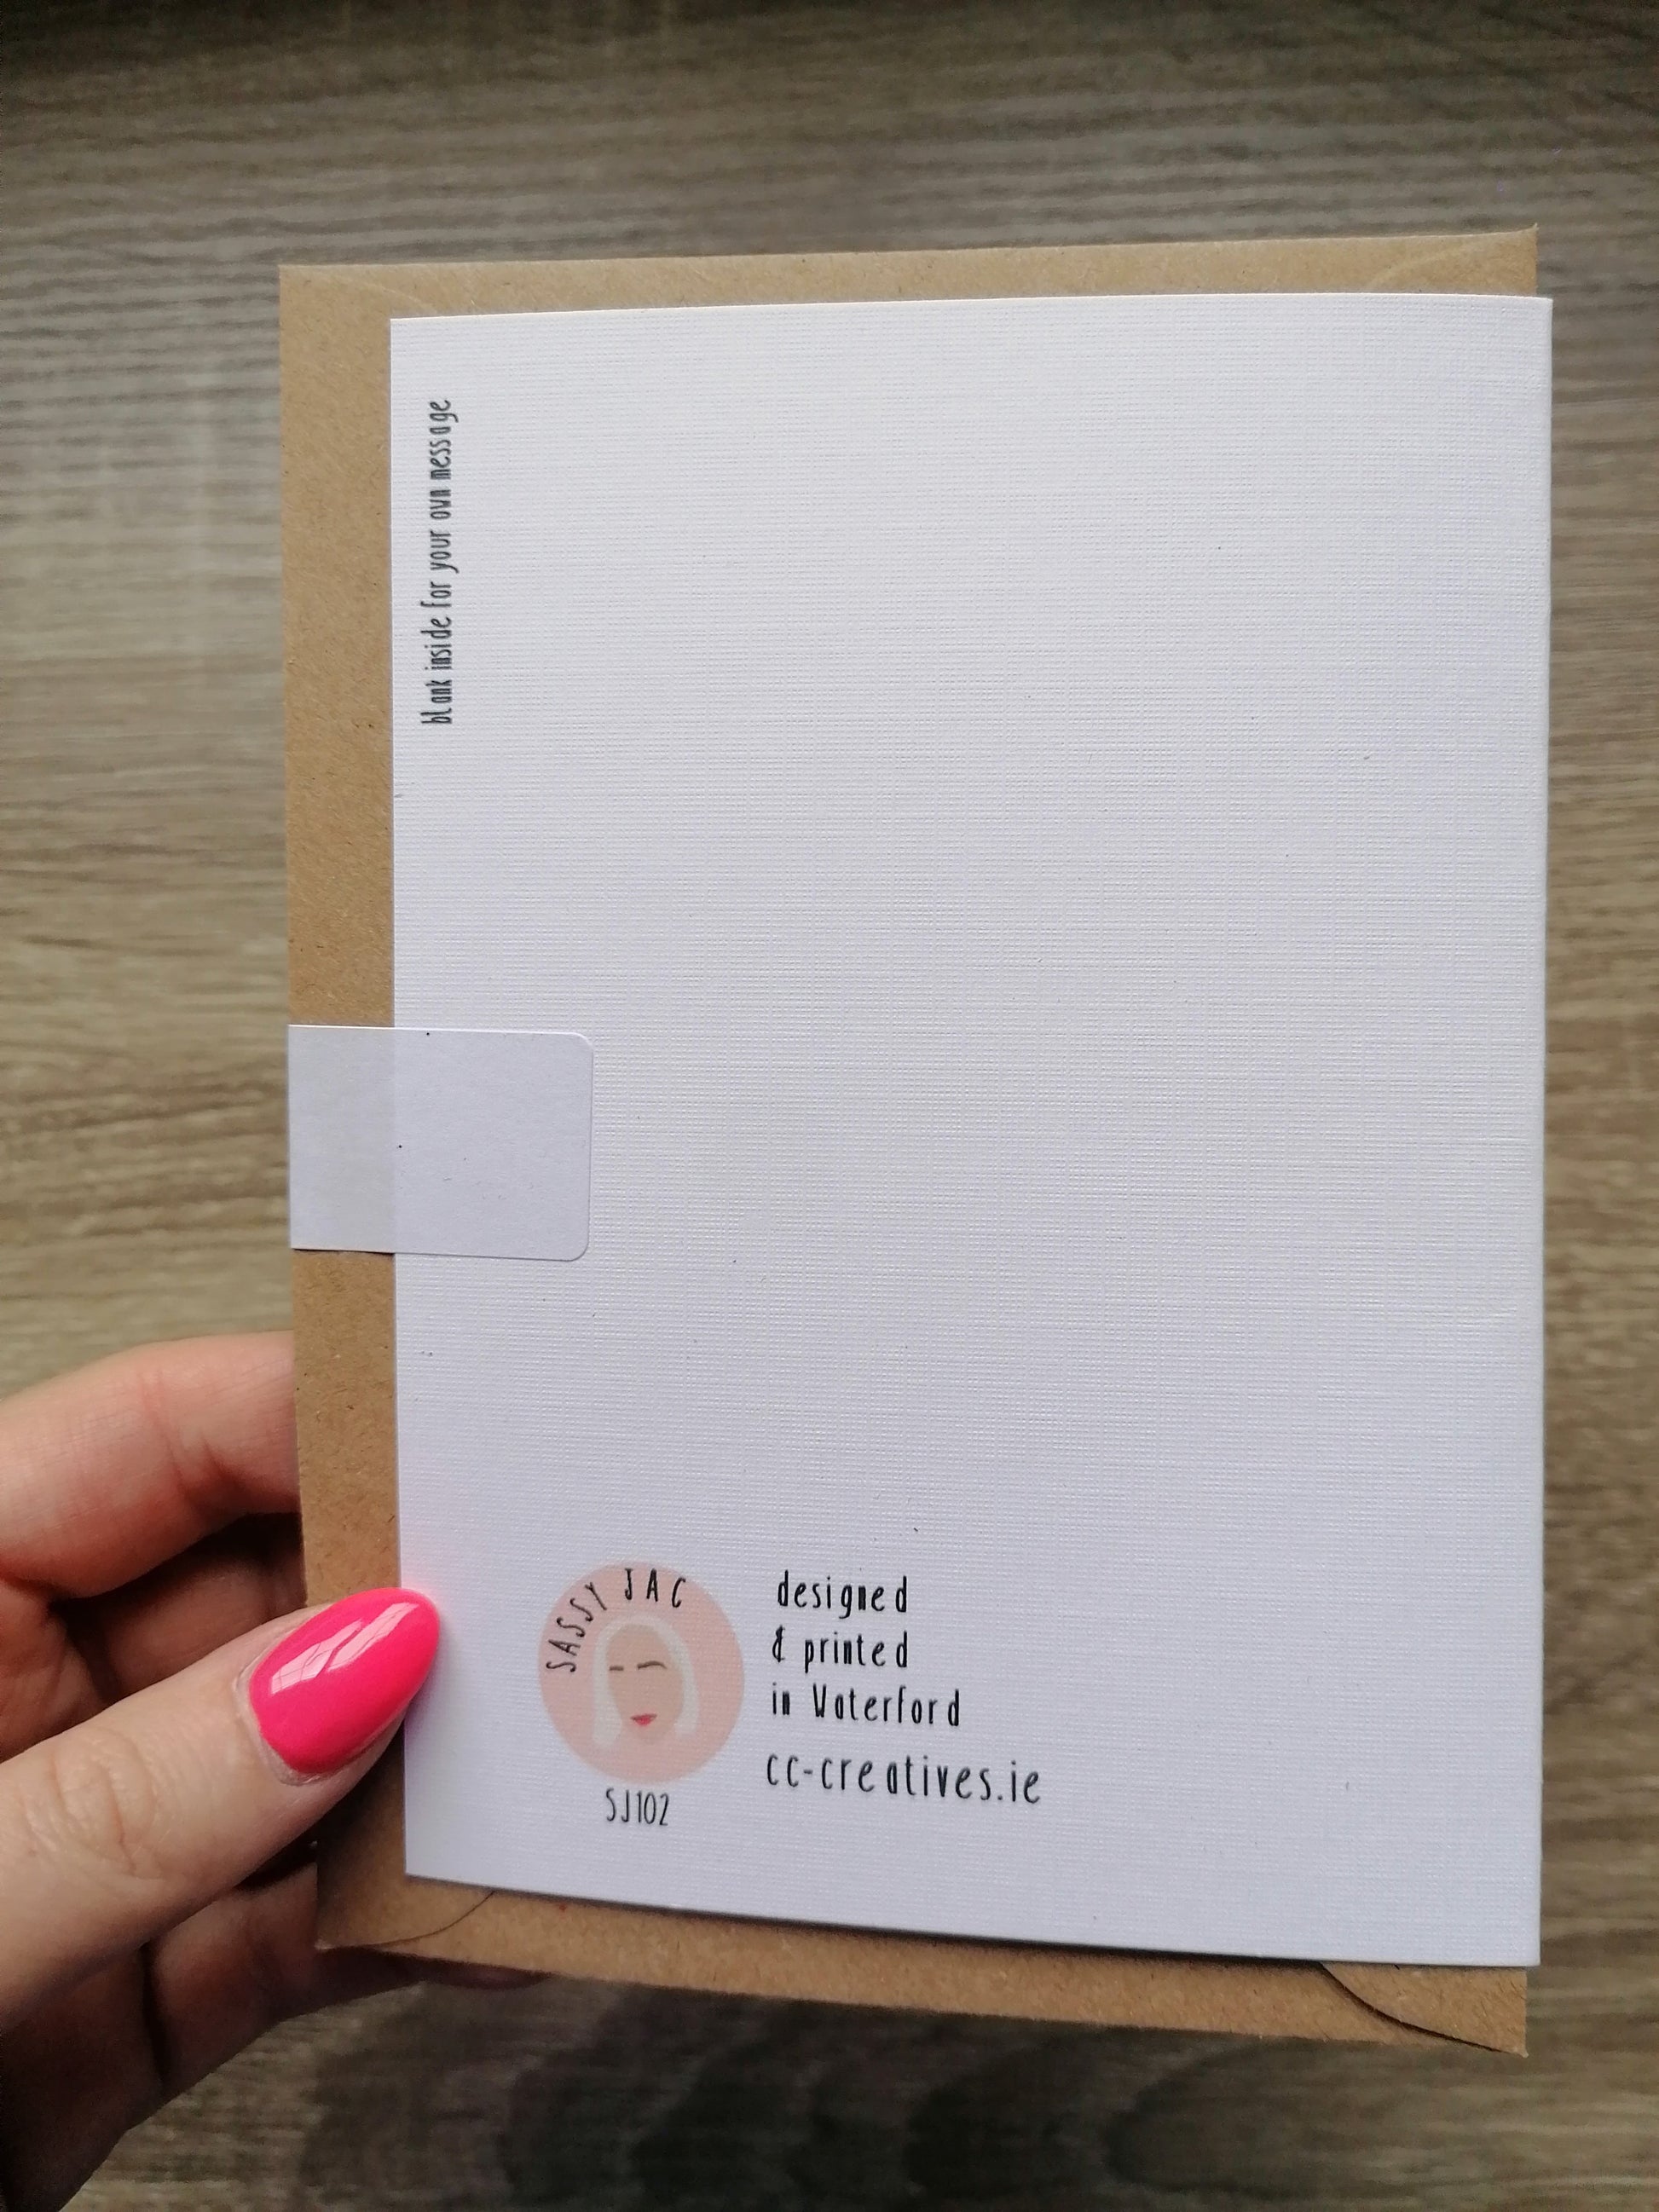 blank inside for your own message
SASSY JAC
SJ102
designed
& printed
in Waterford
cc-creatives.ie